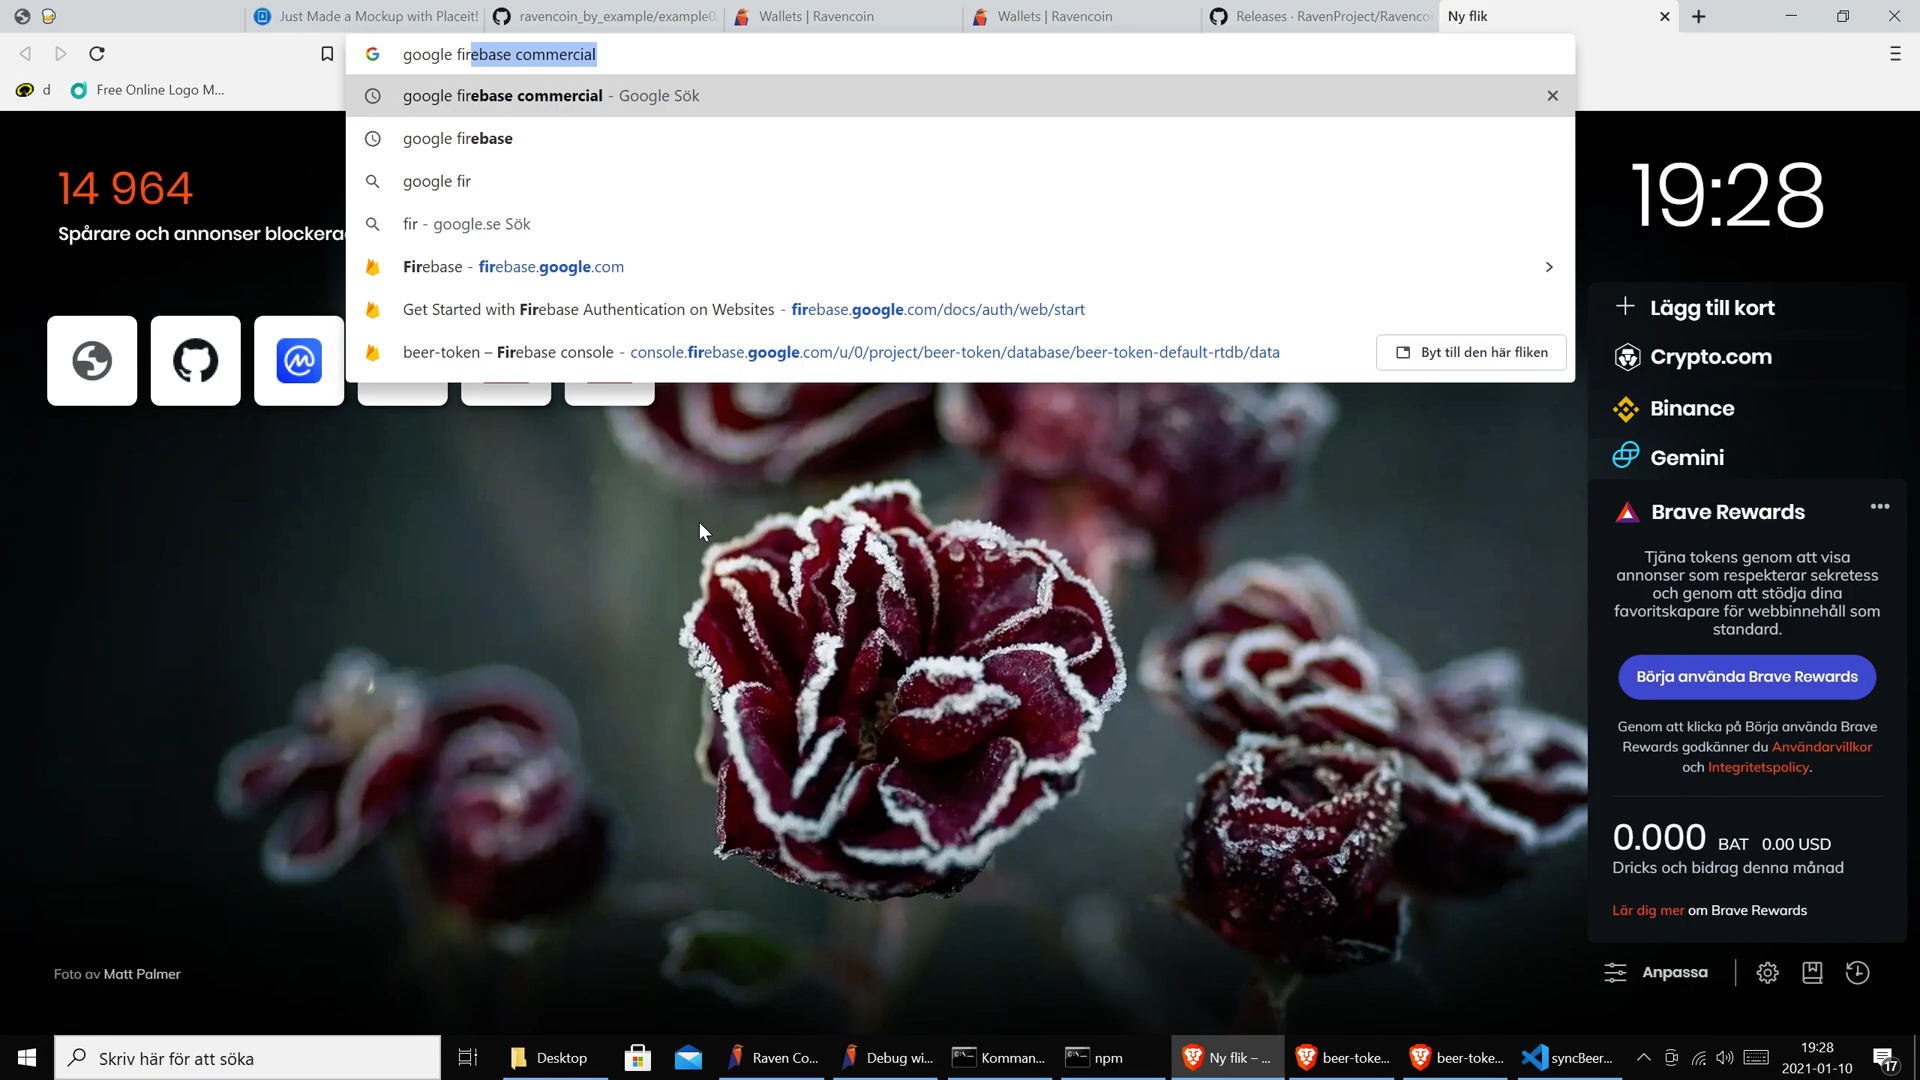 Just Made a Mockup with Placeit!
ravencoin_by_example/example0
Wallets | Ravencoin
Wallets | Ravencoin
Releases · RavenProject/Ravenco
Ny flik
google firebase commercial
d
Free Online Logo M...
google firebase commercial - Google Sök
google firebase
google fir
fir - google.se Sök
Firebase - firebase.google.com
Get Started with Firebase Authentication on Websites - firebase.google.com/docs/auth/web/start
beer-token – Firebase console - console.firebase.google.com/u/0/project/beer-token/database/beer-token-default-rtdb/data
Byt till den här fliken
14 964
Spårare och annonser blockera
19:28
Lägg till kort
Crypto.com
Binance
Gemini
Brave Rewards
Tjäna tokens genom att visa
annonser som respekterar sekretess
och genom att stödja dina
favoritskapare för webbinnehåll som
standard.
Börja använda Brave Rewards
Genom att klicka på Börja använda Brave
Rewards godkänner du Användarvillkor
och Integritetspolicy.
0.000 BAT 0.00 USD
Dricks och bidrag denna månad
Lär dig mer om Brave Rewards
Foto av Matt Palmer
Anpassa
Skriv här för att söka
Desktop
Raven Co...
Debug wi...
Komman...
npm
Ny flik – ...
beer-toke...
beer-toke...
syncBeer...
19:28
2021-01-10
17